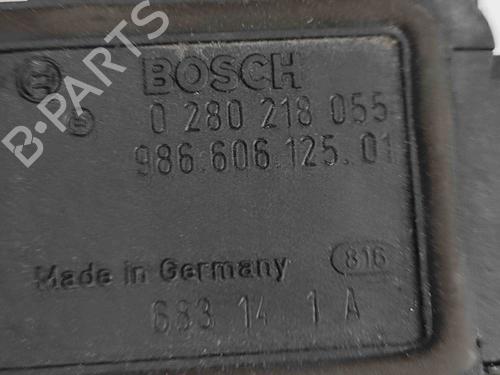 BOSCH
0 280 218 055
986.606.125.01
Made in Germany
816
683 14 1 A
B-PARTS